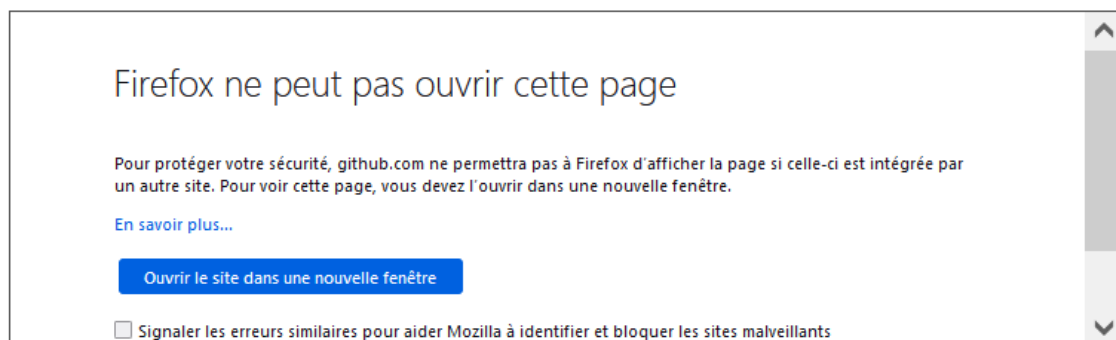 Firefox ne peut pas ouvrir cette page
Pour protéger votre sécurité, github.com ne permettra pas à Firefox d'afficher la page si celle-ci est intégrée par
un autre site. Pour voir cette page, vous devez l'ouvrir dans une nouvelle fenêtre.
En savoir plus...
Ouvrir le site dans une nouvelle fenêtre
Signaler les erreurs similaires pour aider Mozilla à identifier et bloquer les sites malveillants